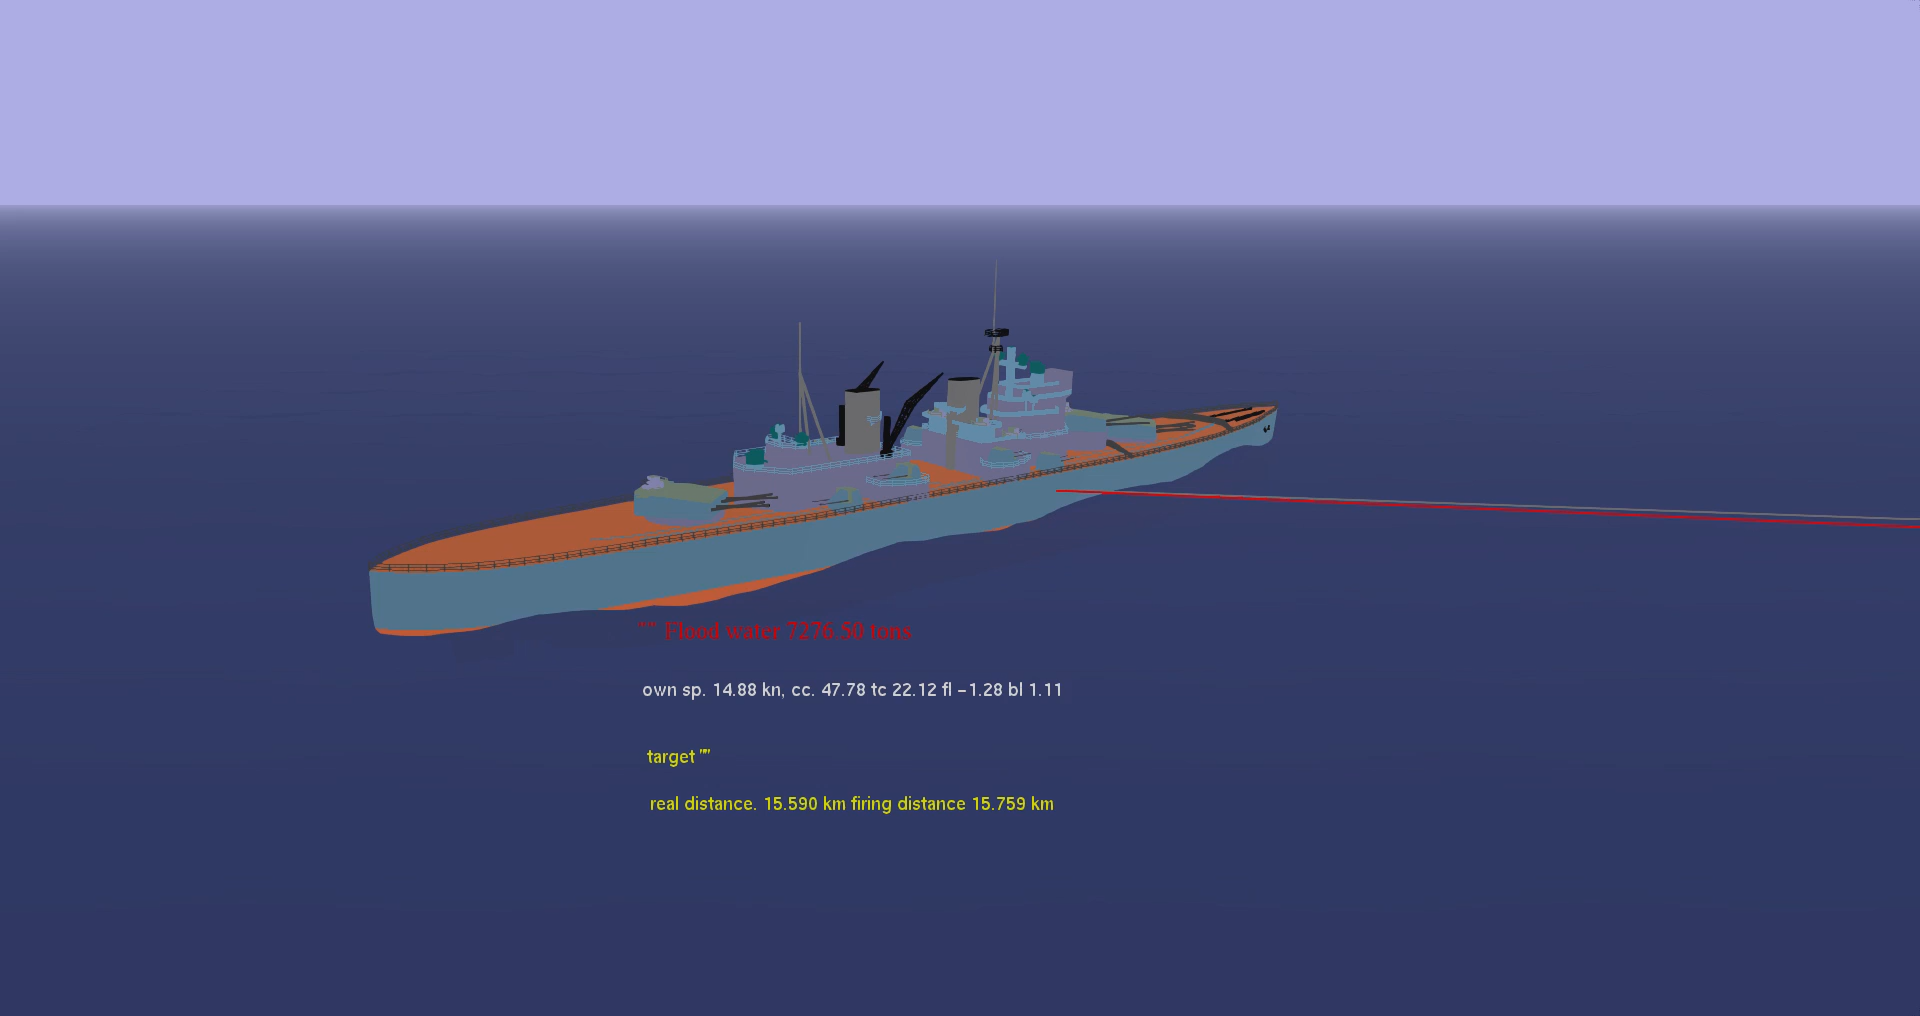 "" Flood water 7276.50 tons
own sp. 14.88 kn, cc. 47.78 tc 22.12 fl -1.28 bl 1.11
target ""
real distance. 15.590 km firing distance 15.759 km